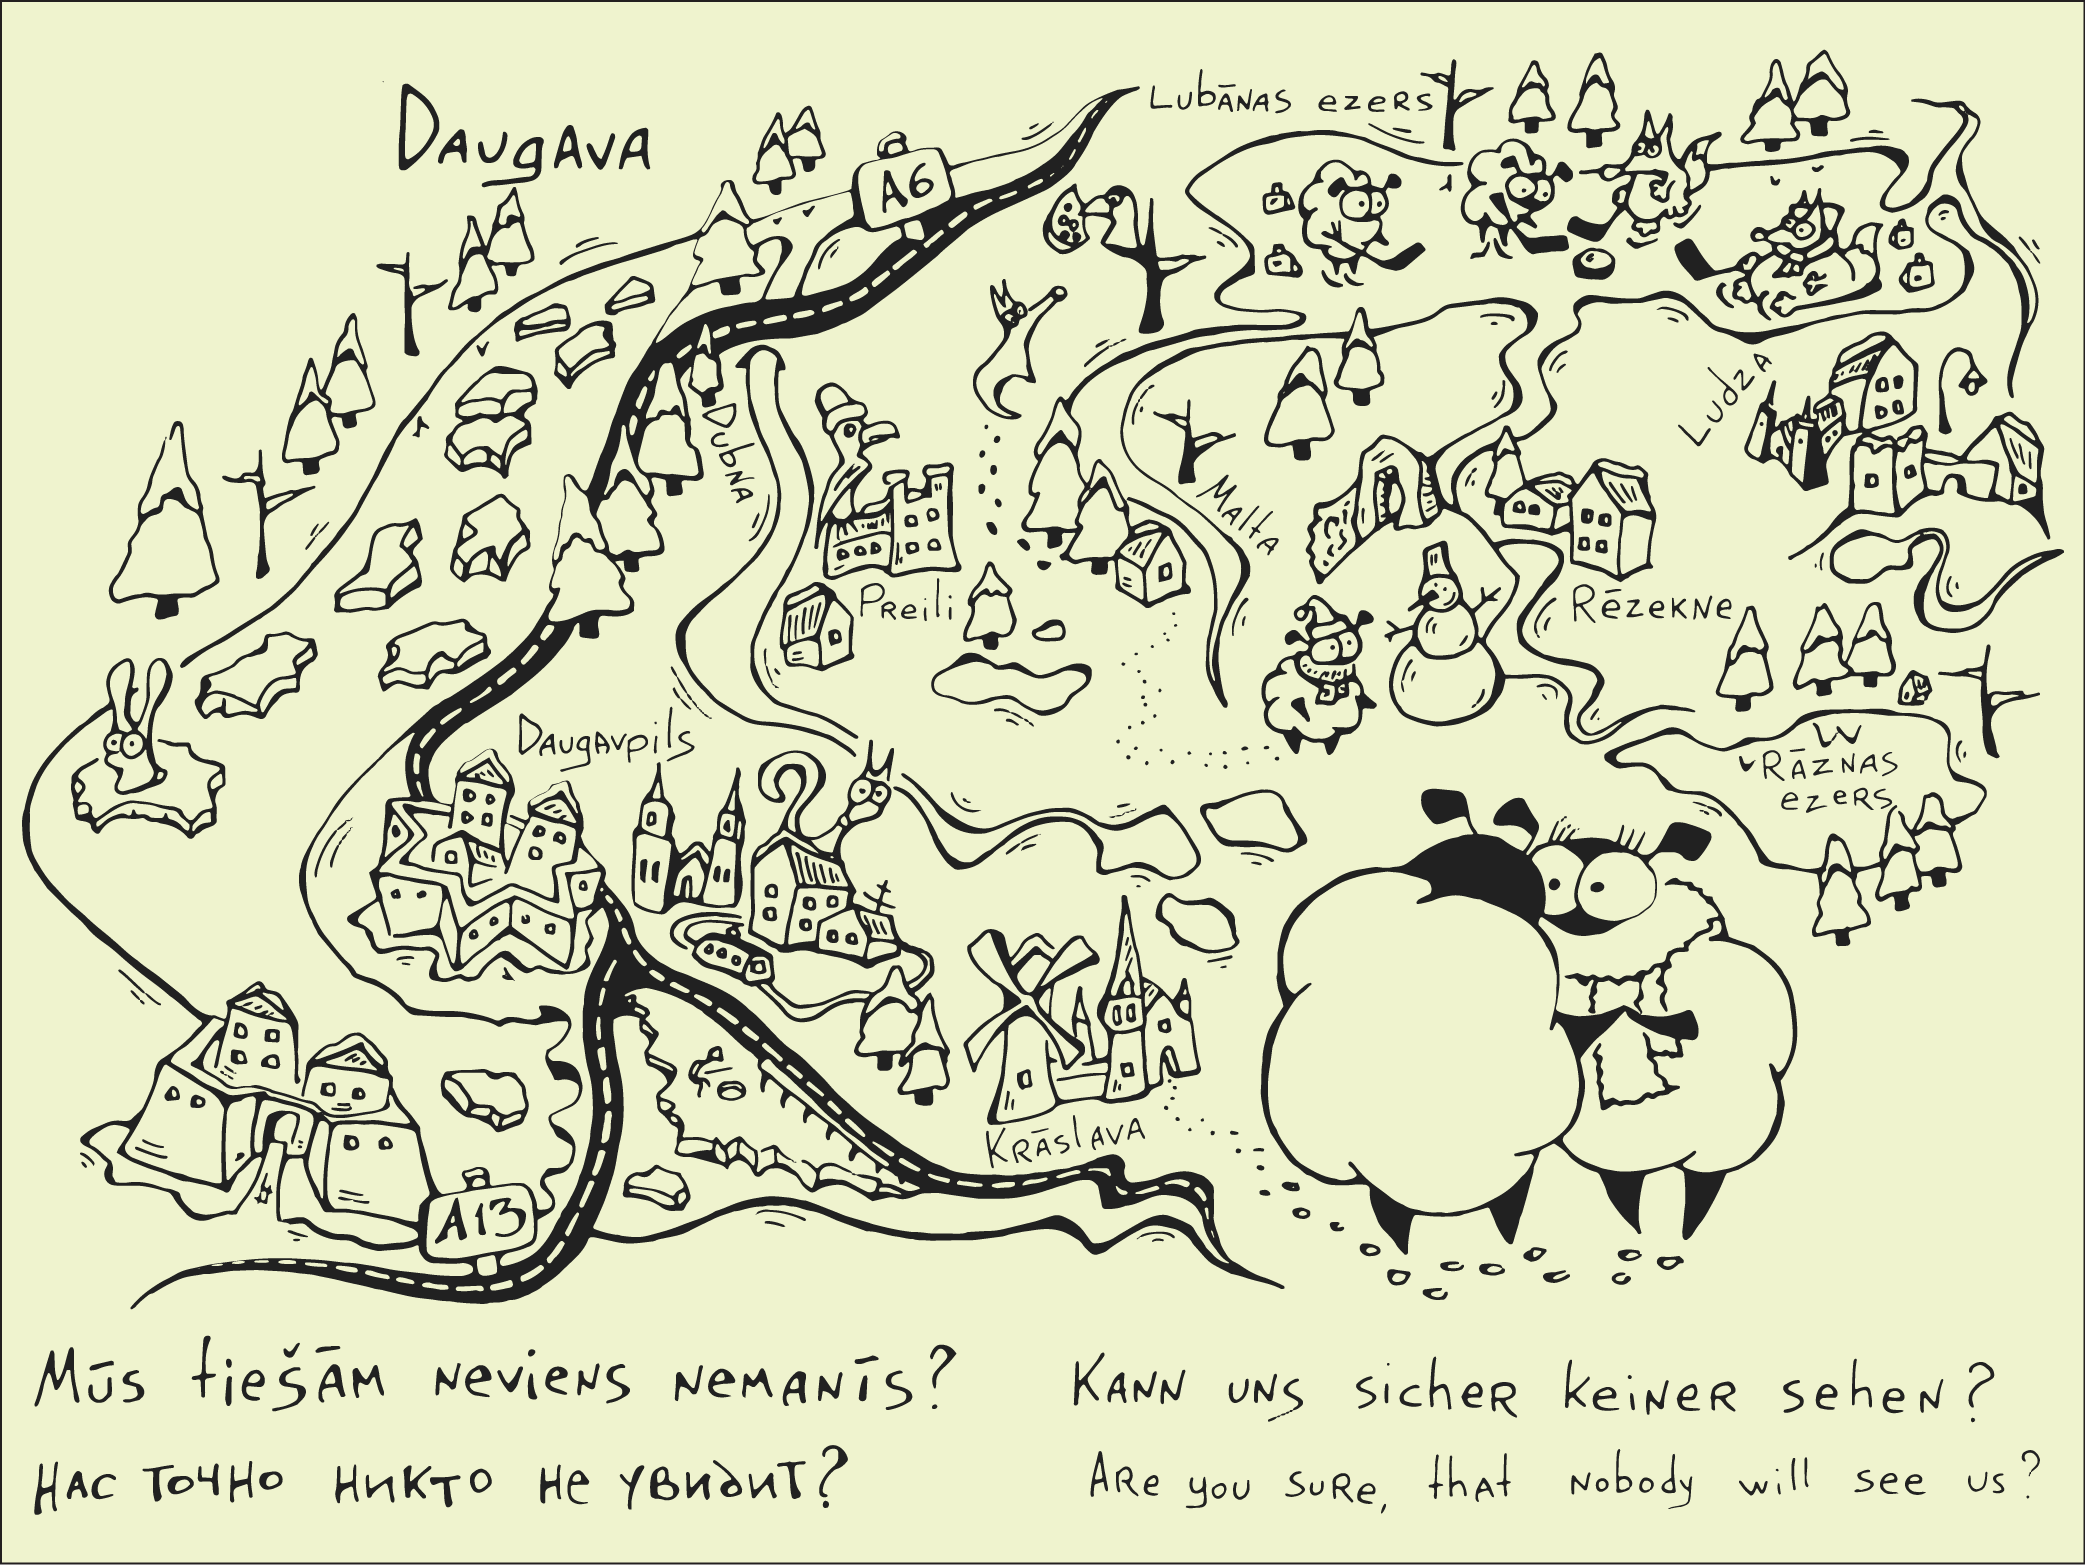 Daugava
Lubānas ezers
A6
Ludza
Dubna
Malta
Preili
Rēzekne
Daugavpils
Rāznas
ezers
Krāslava
A13
Mūs tiešām neviens nemanīs?
Kann uns sicher keiner sehen?
Нас точно никто не увидит?
Are you sure, that nobody will see us?